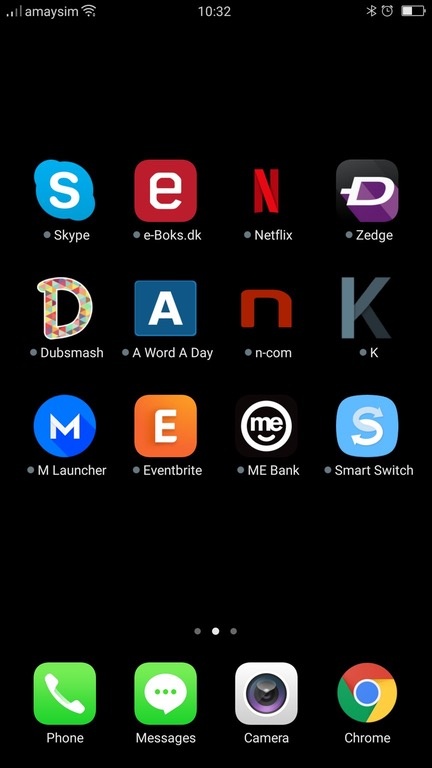 amaysim 10:32
S e N D
Skype e-Boks.dk Netflix Zedge
D A n K
Dubsmash A Word A Day n-com K
M E me S
M Launcher Eventbrite ME Bank Smart Switch
Phone Messages Camera Chrome